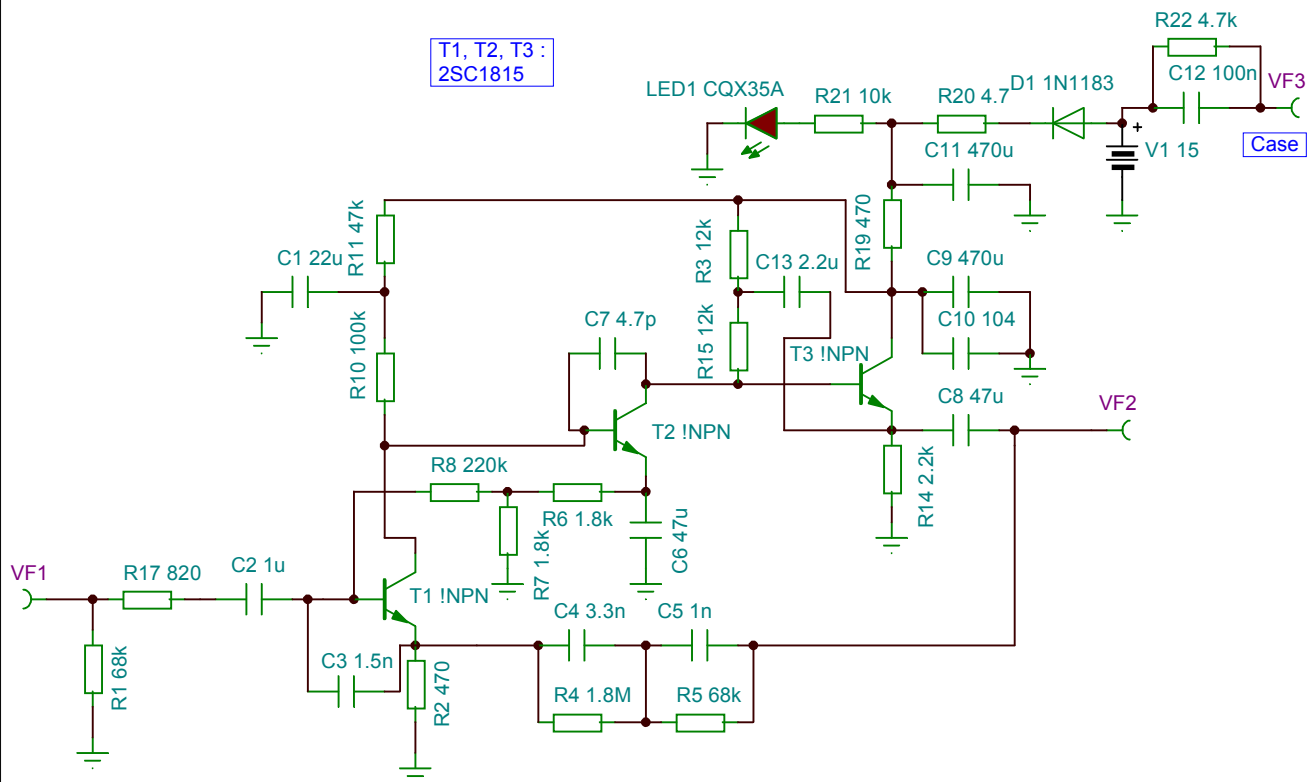 R22 4.7k
T1, T2, T3 :
2SC1815
C12 100n
VF3
LED1 CQX35A
R21 10k
R20 4.7
D1 1N1183
+
V1 15
Case
C11 470u
R11 47k
R19 470
C1 22u
R3 12k
C13 2.2u
C9 470u
C7 4.7p
C10 104
R10 100k
R15 12k
T3 !NPN
C8 47u
VF2
T2 !NPN
R8 220k
R14 2.2k
R6 1.8k
R7 1.8k
C6 47u
VF1
R17 820
C2 1u
T1 !NPN
C4 3.3n
C5 1n
R1 68k
C3 1.5n
R2 470
R4 1.8M
R5 68k